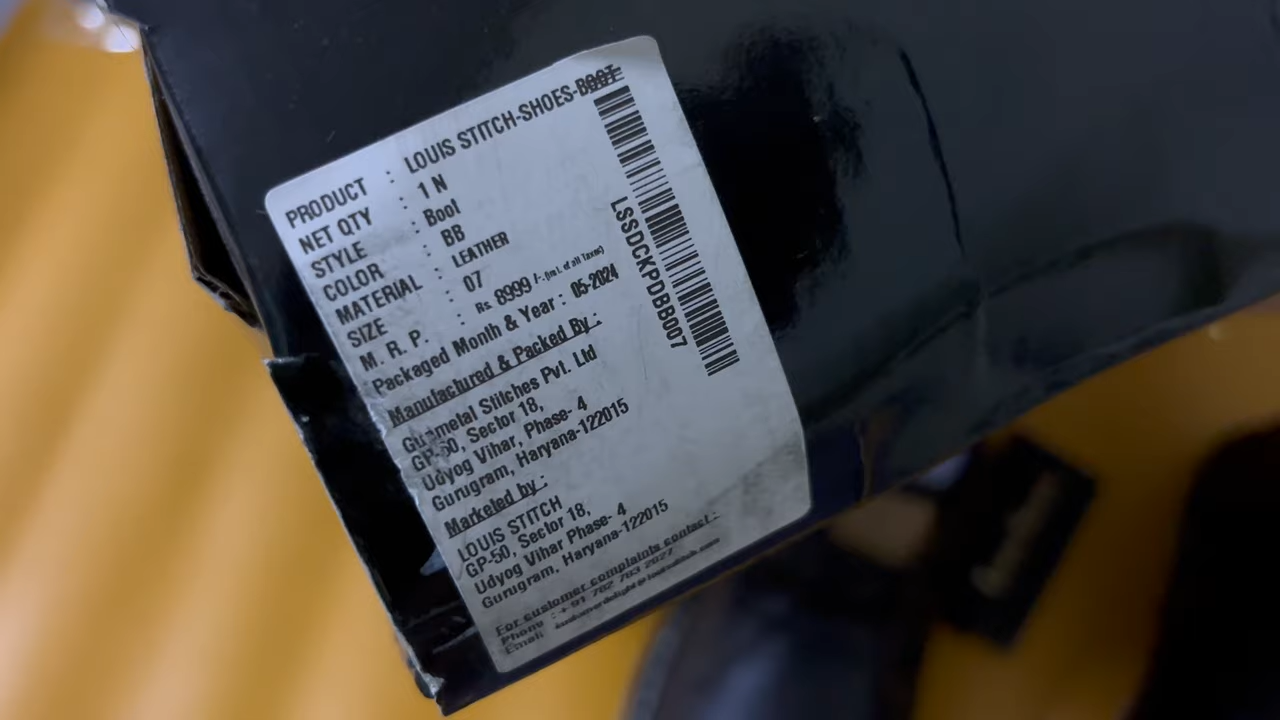 PRODUCT : LOUIS STITCH-SHOES-BOOT
NET QTY : 1 N
STYLE : Boot
COLOR : BB
MATERIAL : LEATHER
SIZE : 07
M. R. P. : Rs. 8999 /- (Incl. of all Taxes)
Packaged Month & Year : 05-2024
Manufactured & Packed By :
Gunmetal Stitches Pvt. Ltd
GP-50, Sector 18,
Udyog Vihar, Phase- 4
Gurugram, Haryana-122015
Marketed by :
LOUIS STITCH
GP-50, Sector 18,
Udyog Vihar Phase- 4
Gurugram, Haryana-122015
For customer complaints contact :
Phone : +91 782 783 2027
Email :
LSSDCKPDBB007